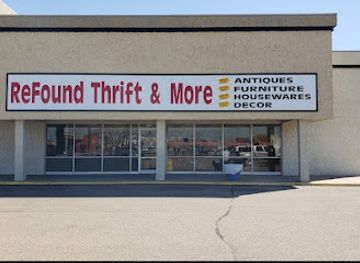 ReFound Thrift & More
ANTIQUES
FURNITURE
HOUSEWARES
DECOR